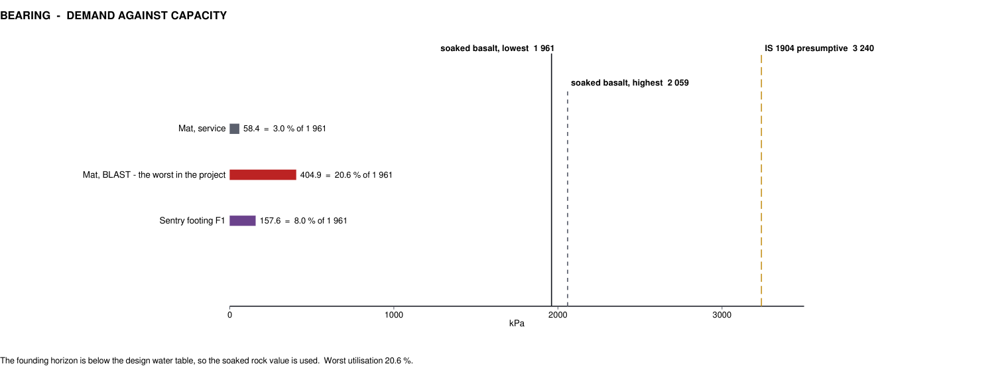 BEARING - DEMAND AGAINST CAPACITY
soaked basalt, lowest 1 961
IS 1904 presumptive 3 240
soaked basalt, highest 2 059
Mat, service
58.4 = 3.0 % of 1 961
Mat, BLAST - the worst in the project
404.9 = 20.6 % of 1 961
Sentry footing F1
157.6 = 8.0 % of 1 961
0 1000 2000 3000
kPa
The founding horizon is below the design water table, so the soaked rock value is used. Worst utilisation 20.6 %.